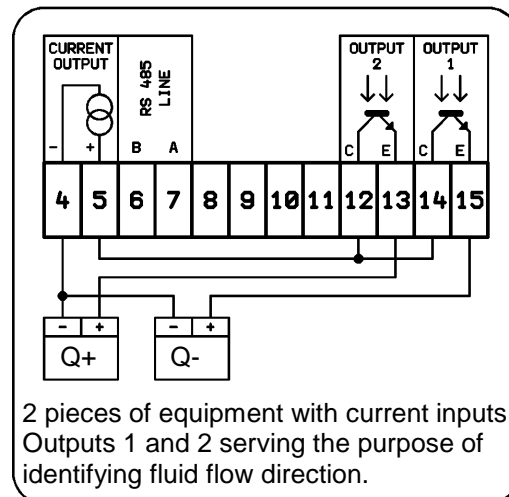 CURRENT
OUTPUT
- +
RS 485
LINE
B A
OUTPUT
2
C E
OUTPUT
1
C E
4 5 6 7 8 9 10 11 12 13 14 15
- +
Q+
- +
Q-
2 pieces of equipment with current inputs
Outputs 1 and 2 serving the purpose of
identifying fluid flow direction.